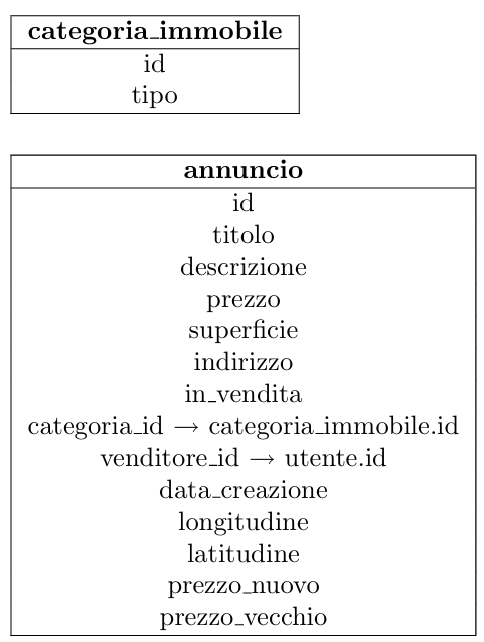 categoria_immobile
id
tipo
annuncio
id
titolo
descrizione
prezzo
superficie
indirizzo
in_vendita
categoria_id → categoria_immobile.id
venditore_id → utente.id
data_creazione
longitudine
latitudine
prezzo_nuovo
prezzo_vecchio